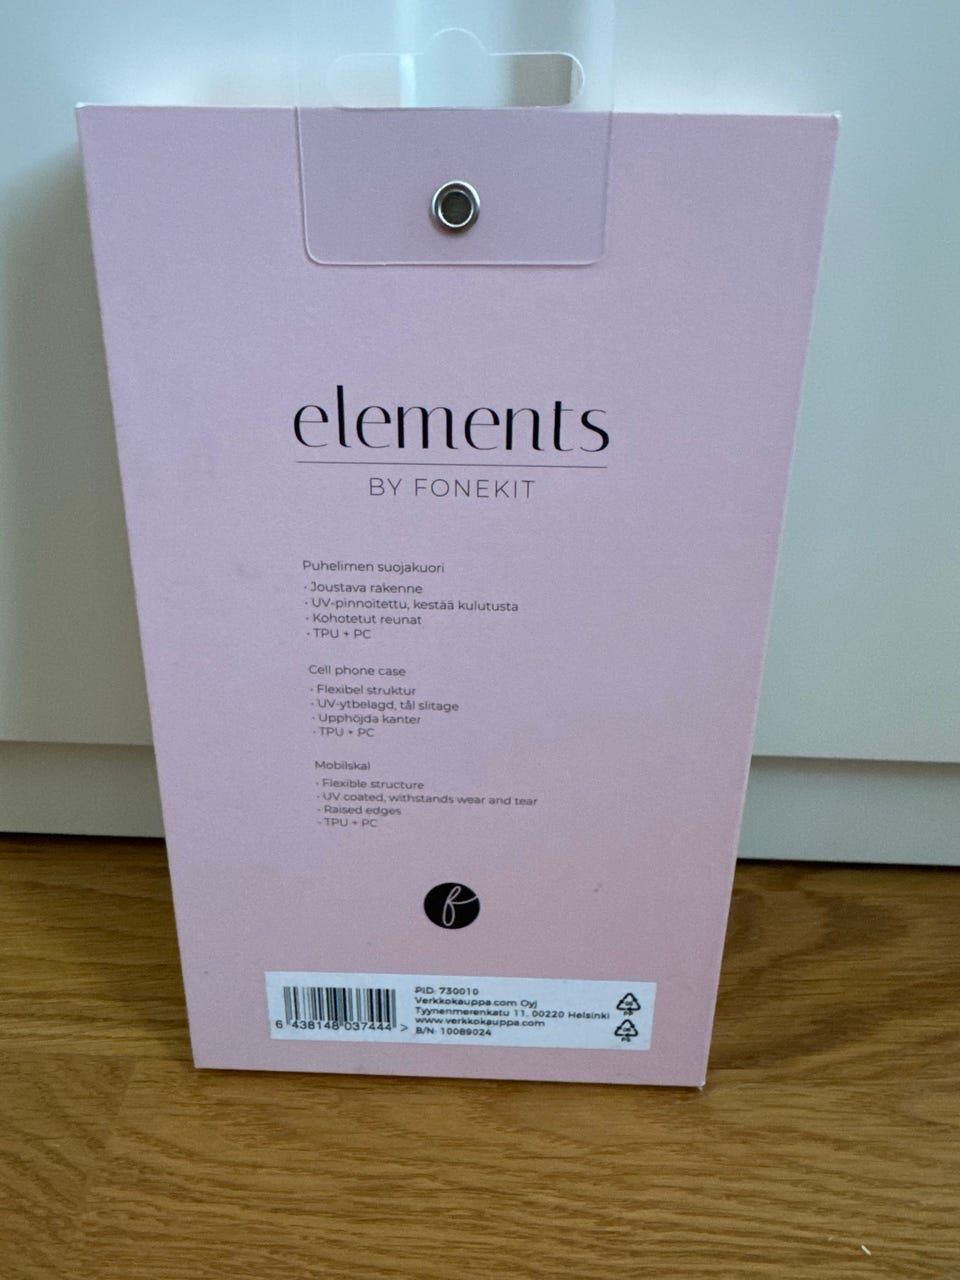 elements
BY FONEKIT
Puhelimen suojakuori
• Joustava rakenne
• UV-pinnoitettu, kestää kulutusta
• Kohotetut reunat
• TPU + PC
Cell phone case
• Flexibel struktur
• UV-ytbelagd, tål slitage
• Upphöjda kanter
• TPU + PC
Mobilskal
• Flexible structure
• UV coated, withstands wear and tear
• Raised edges
• TPU + PC
f
6 438148 037444 >
PID: 730010
Verkkokauppa.com Oyj
Tyynenmerenkatu 11, 00220 Helsinki
www.verkkokauppa.com
B/N: 10089024